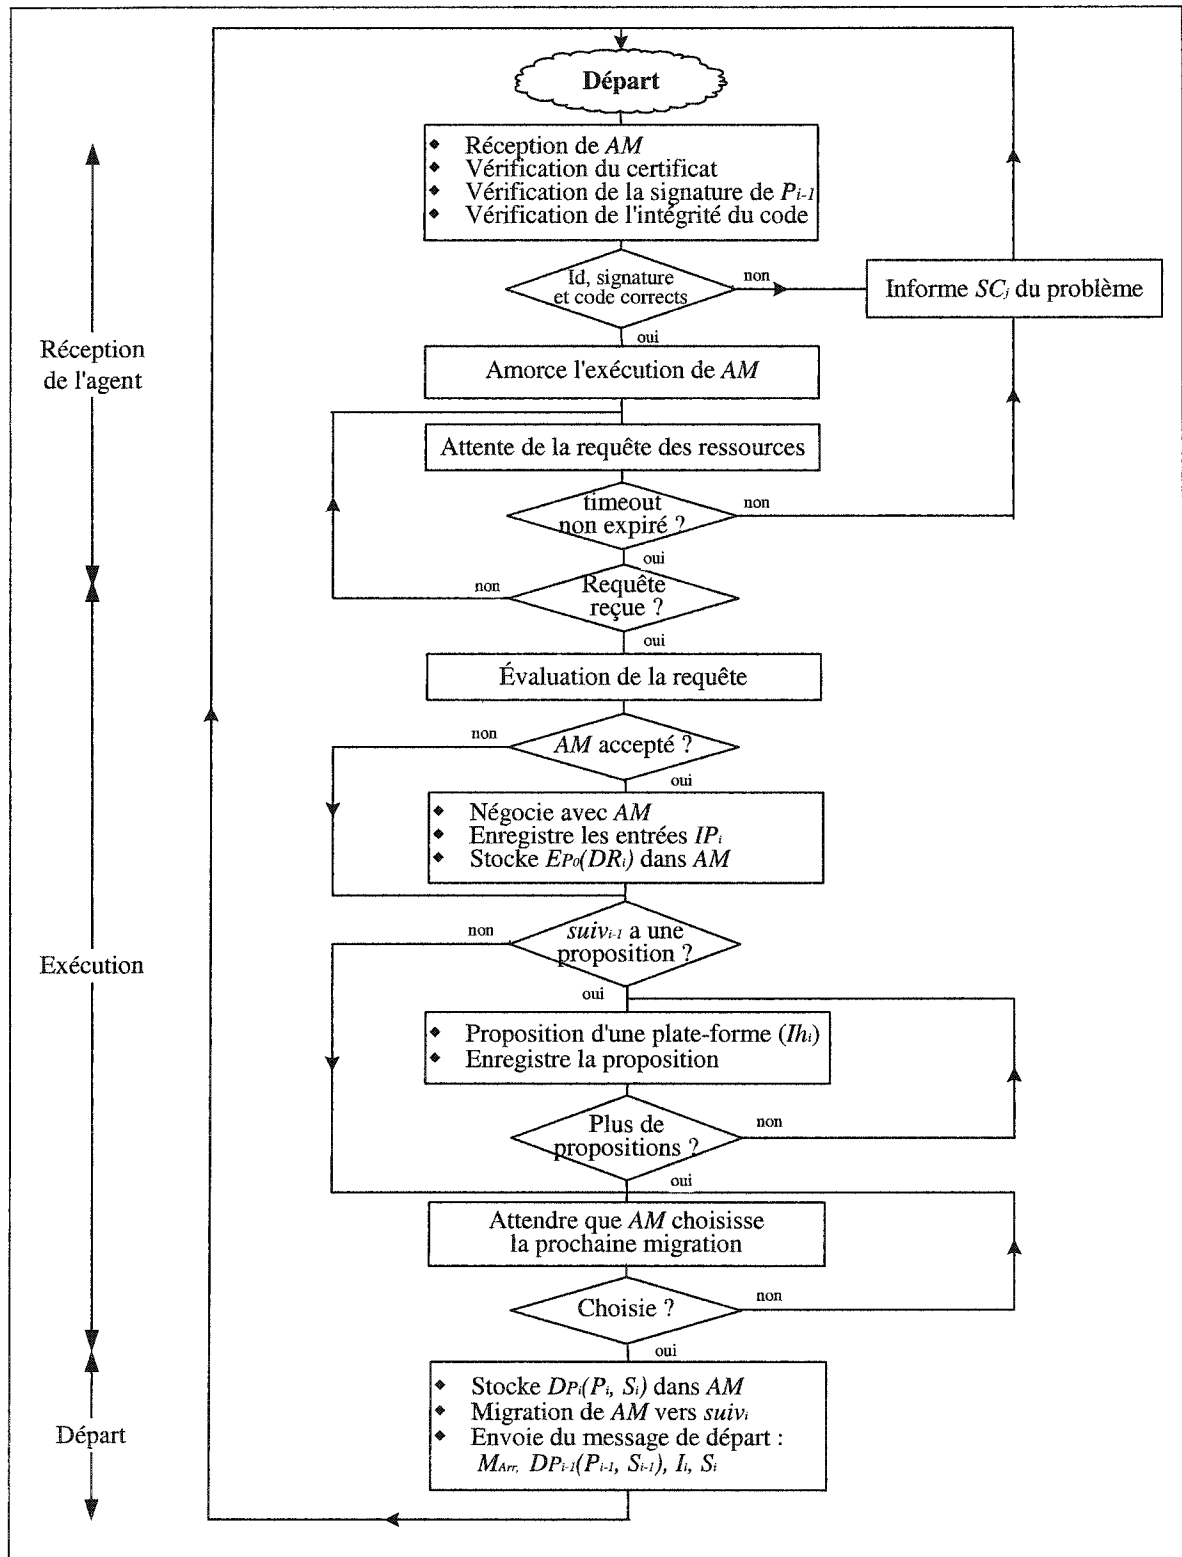 Départ
◆ Réception de AM
◆ Vérification du certificat
◆ Vérification de la signature de Pi-1
◆ Vérification de l'intégrité du code
Id, signature
et code corrects
non
Informe SCj du problème
oui
Réception
de l'agent
Amorce l'exécution de AM
Attente de la requête des ressources
timeout
non expiré ?
non
oui
non
Requête
reçue ?
oui
Évaluation de la requête
non
AM accepté ?
oui
◆ Négocie avec AM
◆ Enregistre les entrées IPi
◆ Stocke EP0(DRi) dans AM
non
suivi-1 a une
proposition ?
Exécution
oui
◆ Proposition d'une plate-forme (Ihi)
◆ Enregistre la proposition
Plus de
propositions ?
non
oui
Attendre que AM choisisse
la prochaine migration
Choisie ?
non
oui
◆ Stocke DPi(Pi, Si) dans AM
◆ Migration de AM vers suivi
Départ
◆ Envoie du message de départ :
MArr, DPi-1(Pi-1, Si-1), Ii, Si